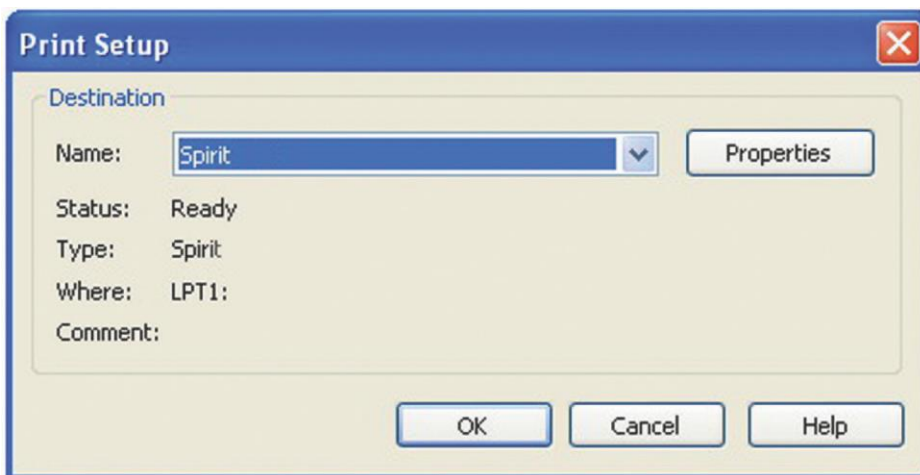 Print Setup
Destination
Name: Spirit Properties
Status: Ready
Type: Spirit
Where: LPT1:
Comment:
OK Cancel Help